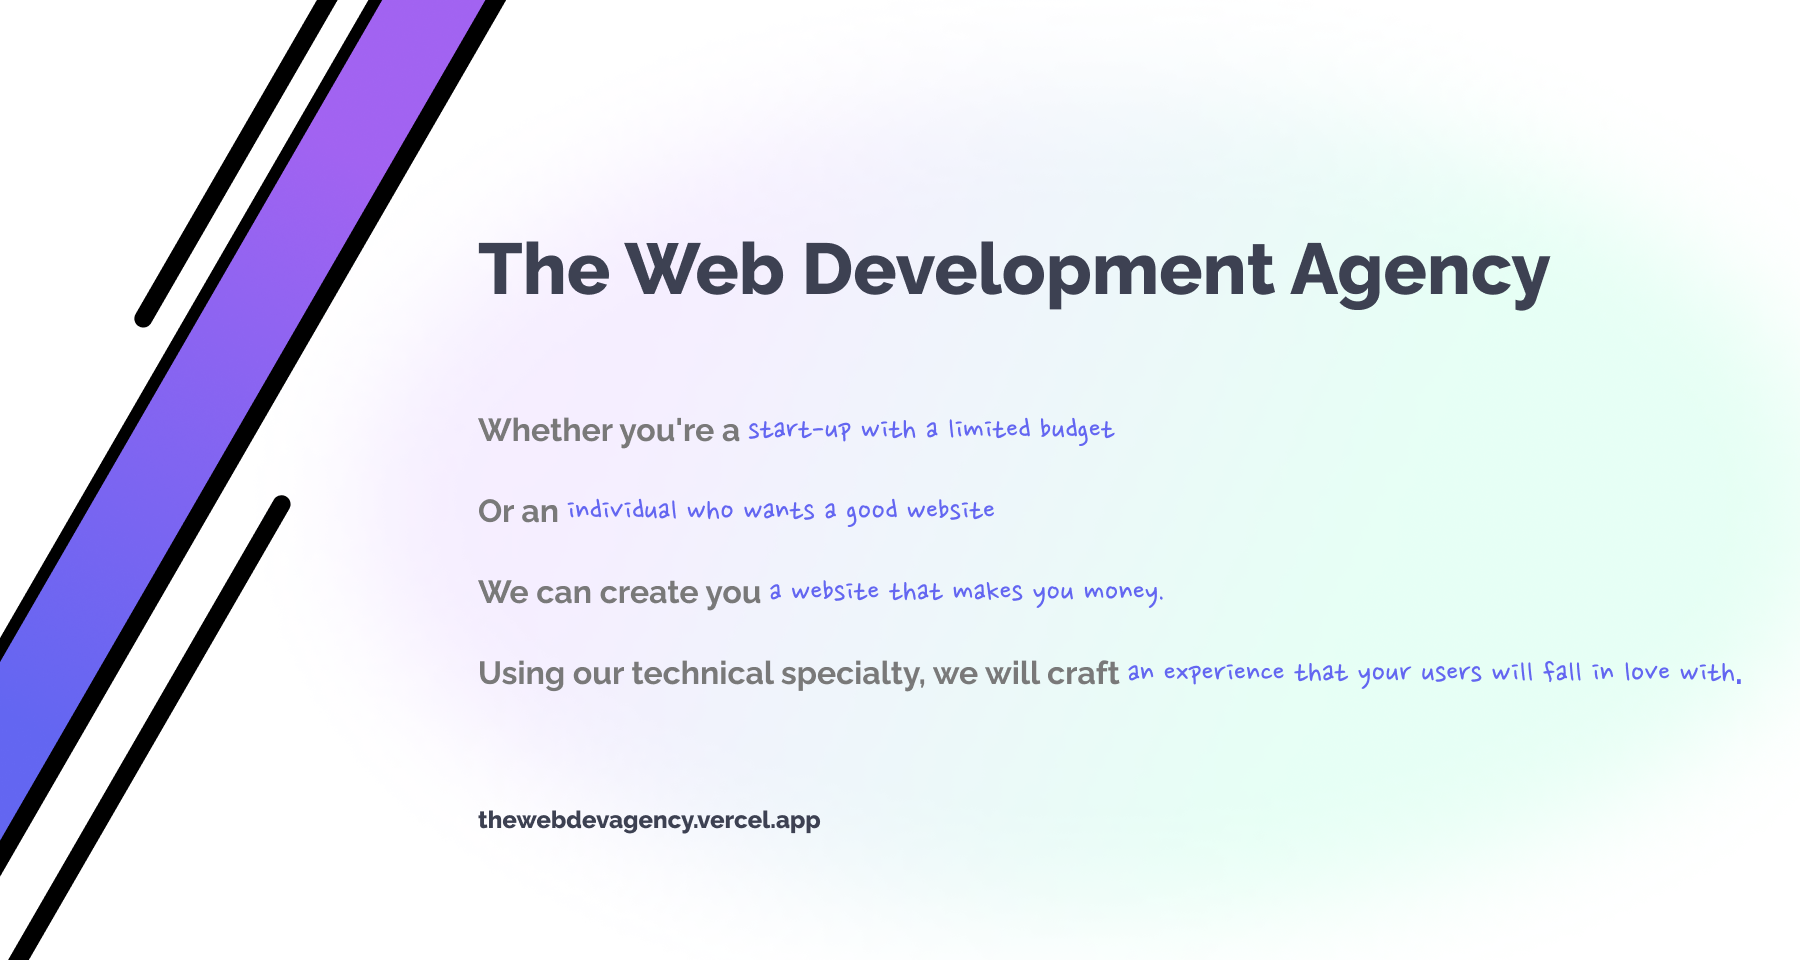 The Web Development Agency
Whether you're a start-up with a limited budget
Or an individual who wants a good website
We can create you a website that makes you money.
Using our technical specialty, we will craft an experience that your users will fall in love with.
thewebdevagency.vercel.app